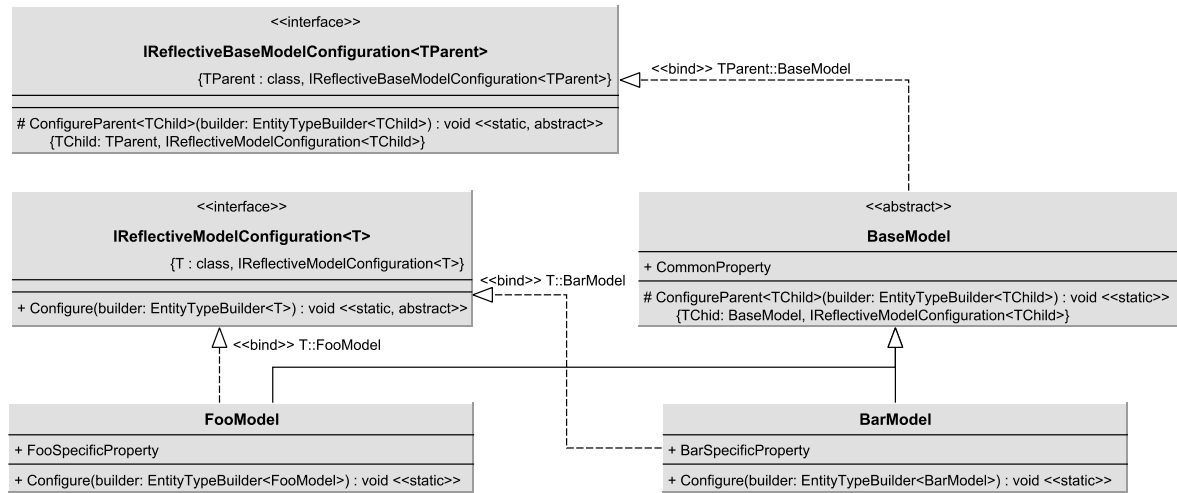 <<interface>>
IReflectiveBaseModelConfiguration<TParent>
{TParent : class, IReflectiveBaseModelConfiguration<TParent>}
# ConfigureParent<TChild>(builder: EntityTypeBuilder<TChild>) : void <<static, abstract>>
{TChild: TParent, IReflectiveModelConfiguration<TChild>}
<<bind>> TParent::BaseModel
<<interface>>
IReflectiveModelConfiguration<T>
{T : class, IReflectiveModelConfiguration<T>}
+ Configure(builder: EntityTypeBuilder<T>) : void <<static, abstract>>
<<bind>> T::BarModel
<<abstract>>
BaseModel
+ CommonProperty
# ConfigureParent<TChild>(builder: EntityTypeBuilder<TChild>) : void <<static>>
{TChid: BaseModel, IReflectiveModelConfiguration<TChild>}
<<bind>> T::FooModel
FooModel
+ FooSpecificProperty
+ Configure(builder: EntityTypeBuilder<FooModel>) : void <<static>>
BarModel
+ BarSpecificProperty
+ Configure(builder: EntityTypeBuilder<BarModel>) : void <<static>>